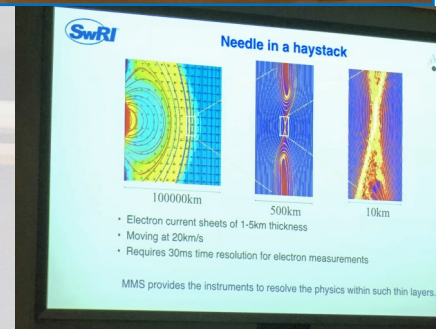 SwRI
Needle in a haystack
100000km
500km
10km
• Electron current sheets of 1-5km thickness
• Moving at 20km/s
• Requires 30ms time resolution for electron measurements
MMS provides the instruments to resolve the physics within such thin layers.